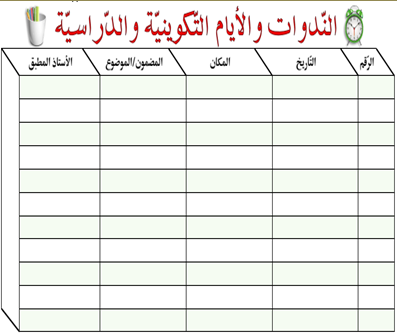 النّدوات والأيام التّكوينيّة والدّراسيّة
الرّقم التّاريخ المكان المضمون/الموضوع الأستاذ المطبق